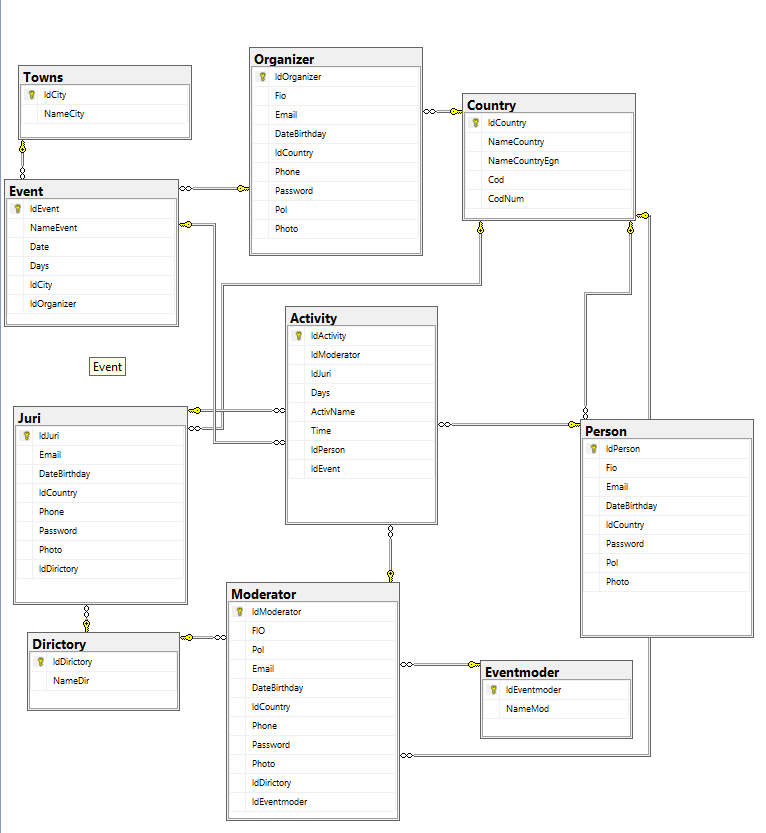 Towns
IdCity
NameCity
Organizer
IdOrganizer
Fio
Email
DateBirthday
IdCountry
Phone
Password
Pol
Photo
Country
IdCountry
NameCountry
NameCountryEgn
Cod
CodNum
Event
IdEvent
NameEvent
Date
Days
IdCity
IdOrganizer
Event
Activity
IdActivity
IdModerator
IdJuri
Days
ActivName
Time
IdPerson
IdEvent
Juri
IdJuri
Email
DateBirthday
IdCountry
Phone
Password
Photo
IdDirictory
Person
IdPerson
Fio
Email
DateBirthday
IdCountry
Password
Pol
Photo
Dirictory
IdDirictory
NameDir
Moderator
IdModerator
FIO
Pol
Email
DateBirthday
IdCountry
Phone
Password
Photo
IdDirictory
IdEventmoder
Eventmoder
IdEventmoder
NameMod